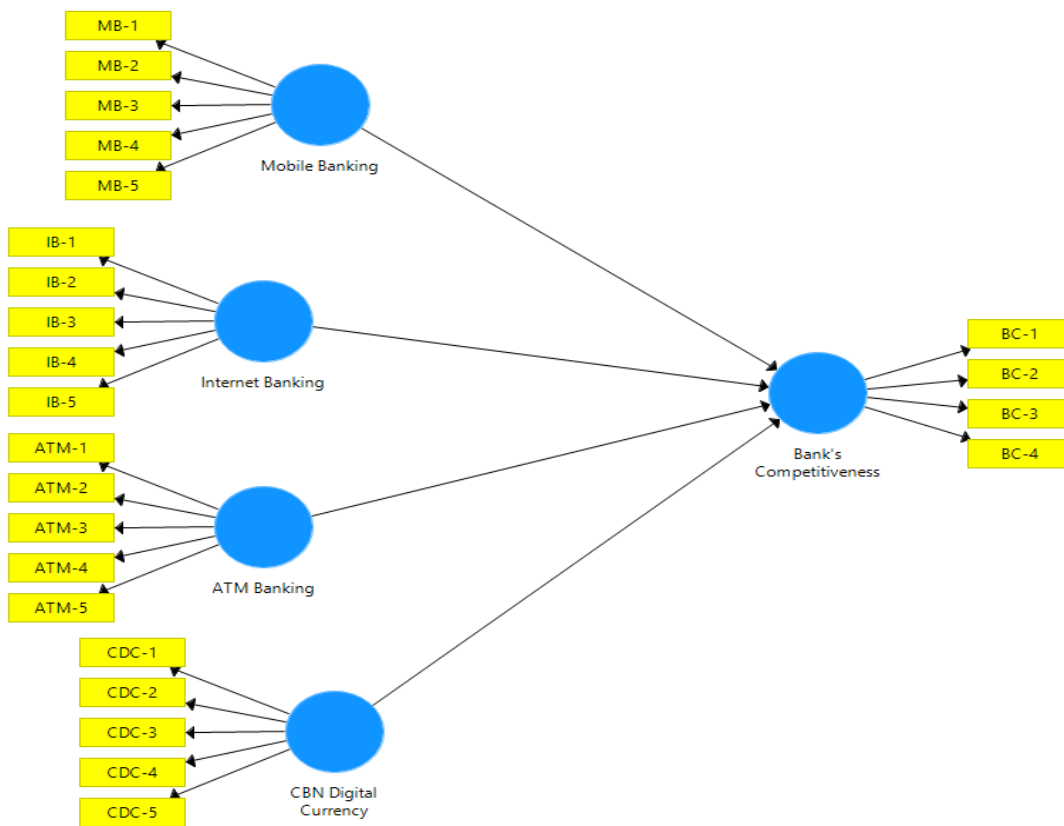 MB-1
MB-2
MB-3
MB-4
MB-5
Mobile Banking
IB-1
IB-2
IB-3
IB-4
IB-5
Internet Banking
ATM-1
ATM-2
ATM-3
ATM-4
ATM-5
ATM Banking
CDC-1
CDC-2
CDC-3
CDC-4
CDC-5
CBN Digital
Currency
Bank's
Competitiveness
BC-1
BC-2
BC-3
BC-4